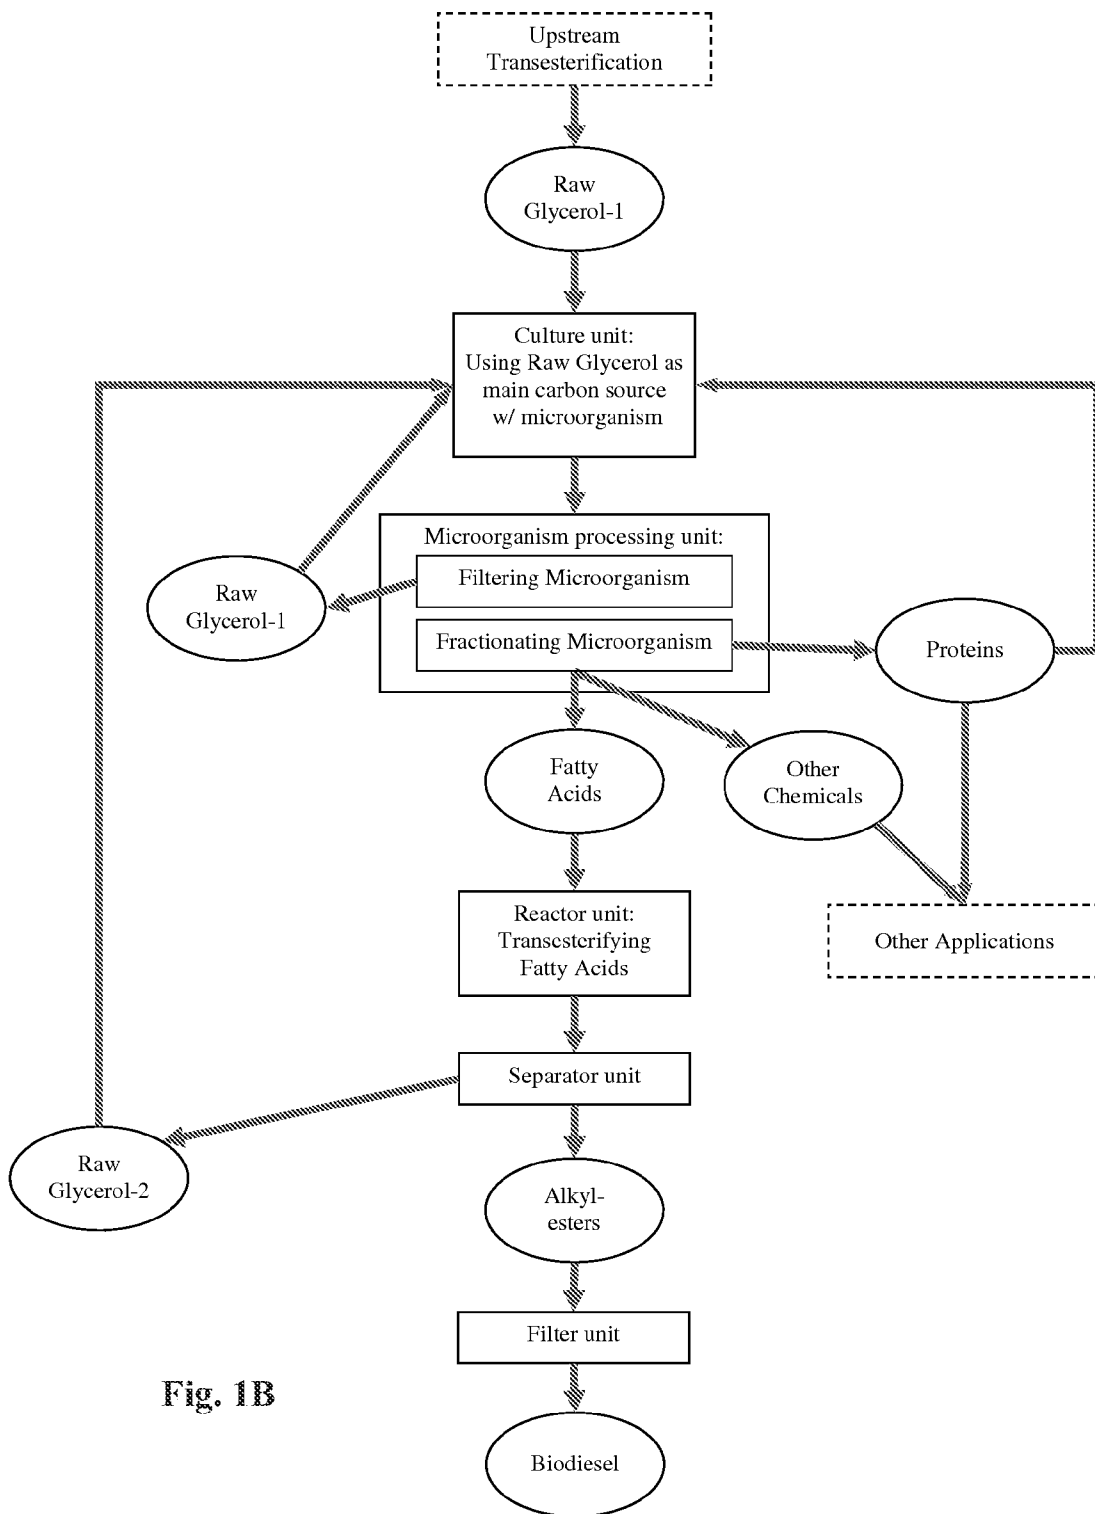 Upstream
Transesterification
Raw
Glycerol-1
Culture unit:
Using Raw Glycerol as
main carbon source
w/ microorganism
Microorganism processing unit:
Filtering Microorganism
Raw
Glycerol-1
Fractionating Microorganism
Proteins
Fatty
Acids
Other
Chemicals
Reactor unit:
Transesterifying
Fatty Acids
Other Applications
Separator unit
Raw
Glycerol-2
Alkyl-
esters
Filter unit
Fig. 1B
Biodiesel